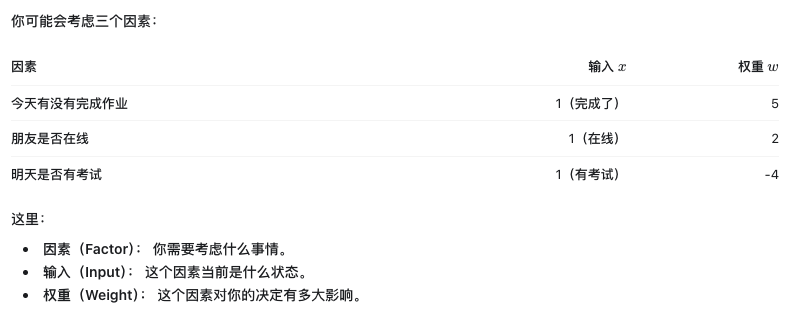 你可能会考虑三个因素：
因素 输入 x 权重 w
今天有没有完成作业 1（完成了） 5
朋友是否在线 1（在线） 2
明天是否有考试 1（有考试） -4
这里：
• 因素（Factor）： 你需要考虑什么事情。
• 输入（Input）： 这个因素当前是什么状态。
• 权重（Weight）： 这个因素对你的决定有多大影响。